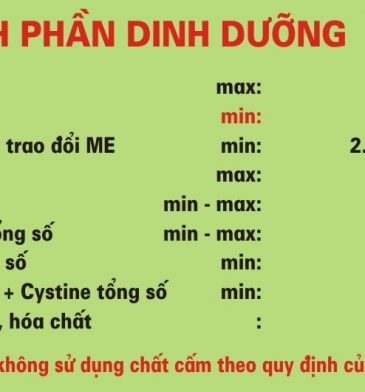 H PHẦN DINH DƯỠNG
max:
min:
trao đổi ME min: 2.
max:
min - max:
ổng số min - max:
số min:
+ Cystine tổng số min:
, hóa chất :
không sử dụng chất cấm theo quy định củ